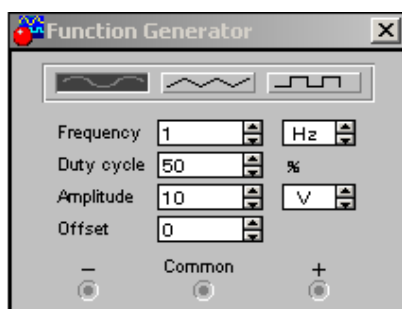 Function Generator
Frequency 1 Hz
Duty cycle 50 %
Amplitude 10 V
Offset 0
− Common +